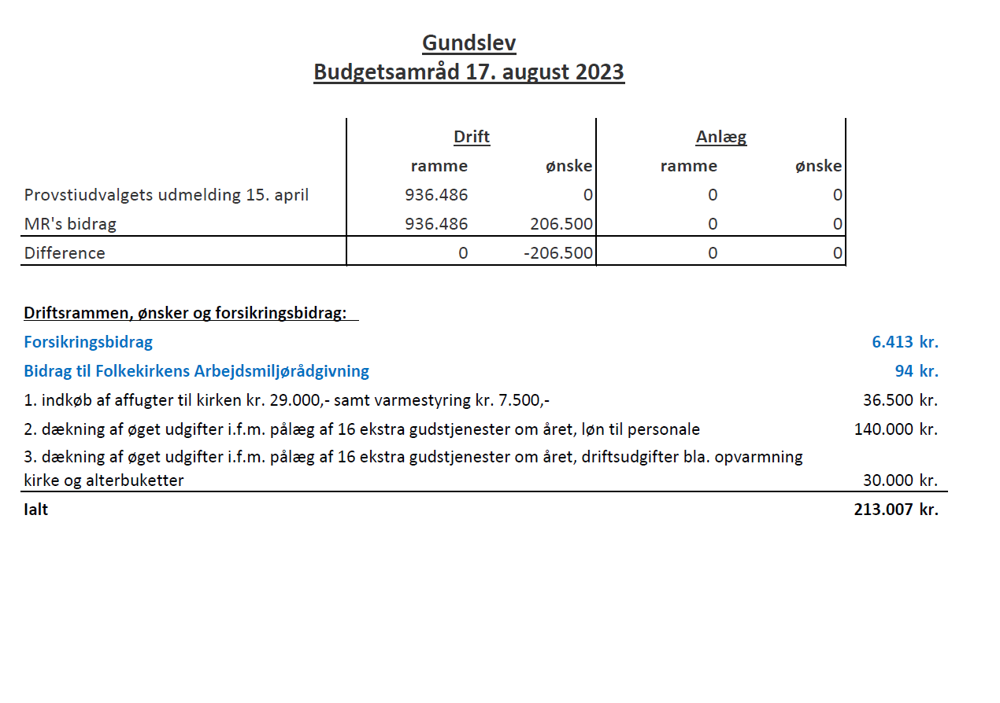 Gundslev
Budgetsamråd 17. august 2023
Drift Anlæg
ramme ønske ramme ønske
Provstiudvalgets udmelding 15. april 936.486 0 0 0
MR's bidrag 936.486 206.500 0 0
Difference 0 -206.500 0 0
Driftsrammen, ønsker og forsikringsbidrag:
Forsikringsbidrag 6.413 kr.
Bidrag til Folkekirkens Arbejdsmiljørådgivning 94 kr.
1. indkøb af affugter til kirken kr. 29.000,- samt varmestyring kr. 7.500,- 36.500 kr.
2. dækning af øget udgifter i.f.m. pålæg af 16 ekstra gudstjenester om året, løn til personale 140.000 kr.
3. dækning af øget udgifter i.f.m. pålæg af 16 ekstra gudstjenester om året, driftsudgifter bla. opvarmning
kirke og alterbuketter 30.000 kr.
Ialt 213.007 kr.